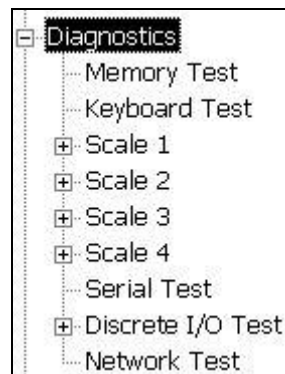 Diagnostics
Memory Test
Keyboard Test
Scale 1
Scale 2
Scale 3
Scale 4
Serial Test
Discrete I/O Test
Network Test